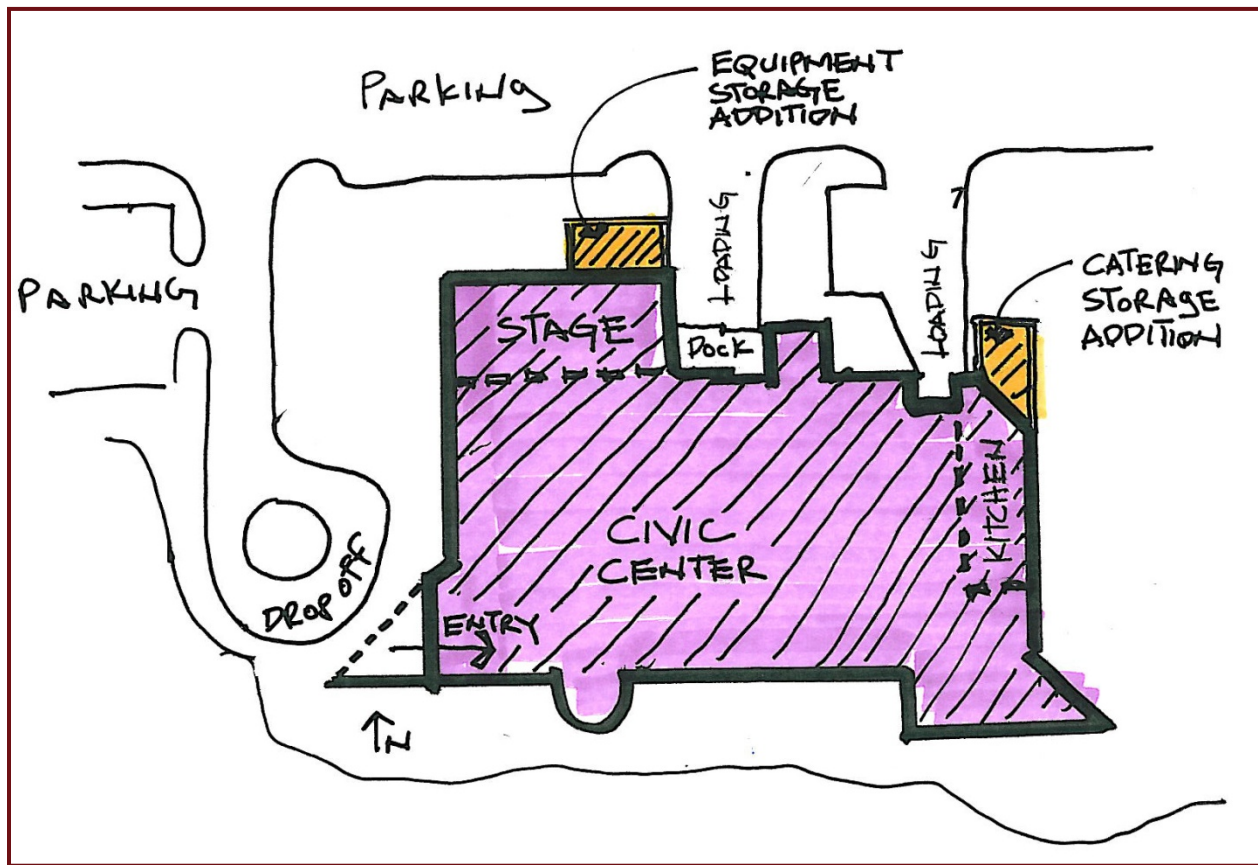 PARKING
EQUIPMENT
STORAGE
ADDITION
PARKING
LOADING
LOADING
CATERING
STORAGE
ADDITION
STAGE
DOCK
KITCHEN
CIVIC
CENTER
DROP OFF
ENTRY
N